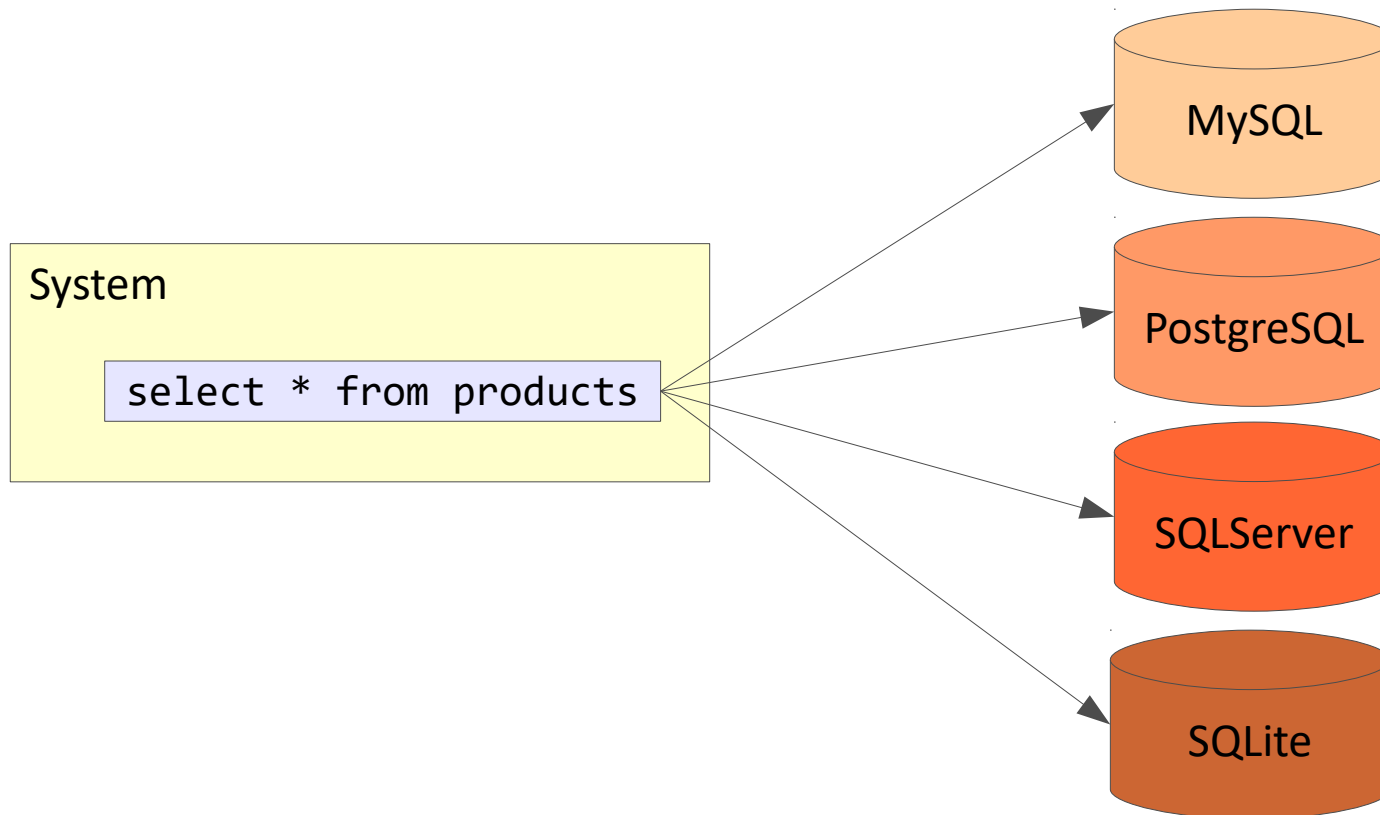 MySQL
System
PostgreSQL
select * from products
SQLServer
SQLite